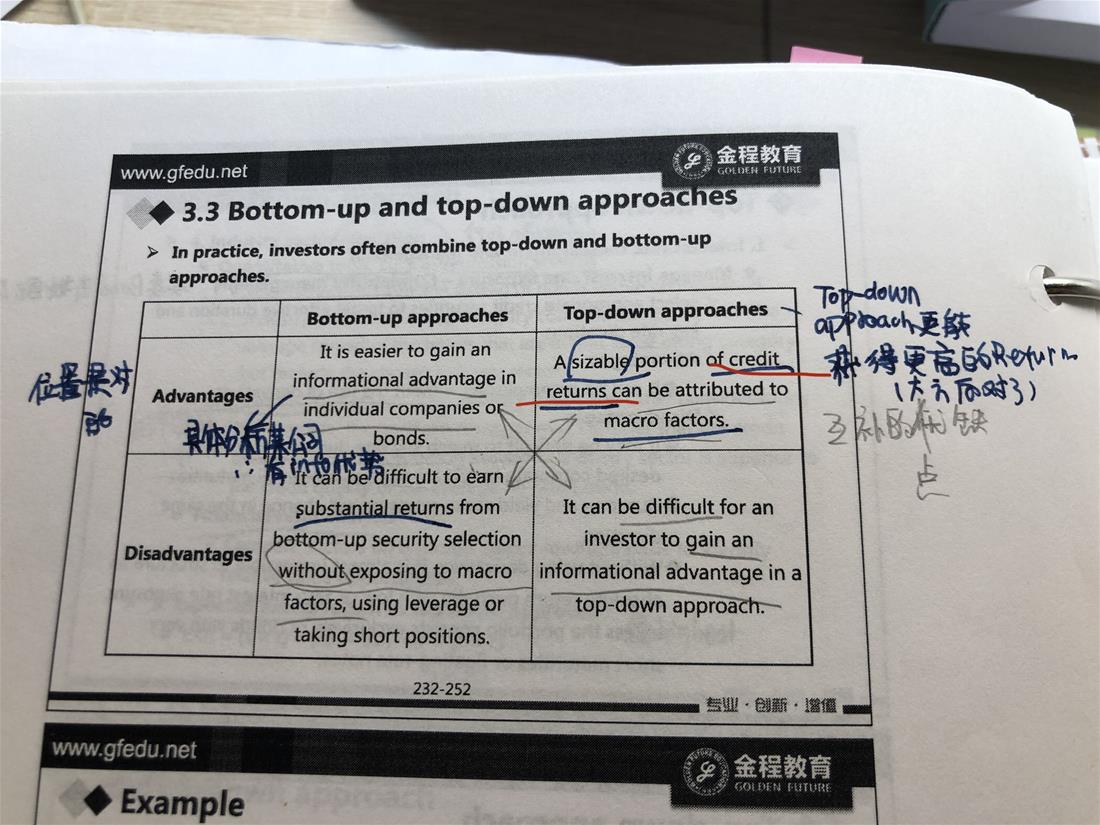 www.gfedu.net
金程教育
GOLDEN FUTURE
3.3 Bottom-up and top-down approaches
In practice, investors often combine top-down and bottom-up
approaches.
Bottom-up approaches
Top-down approaches
Advantages
It is easier to gain an
informational advantage in
individual companies or
bonds.
A sizable portion of credit
returns can be attributed to
macro factors.
Disadvantages
It can be difficult to earn
substantial returns from
bottom-up security selection
without exposing to macro
factors, using leverage or
taking short positions.
It can be difficult for an
investor to gain an
informational advantage in a
top-down approach.
Top-down
approach更能
获得更高的Return
(大方向对了)
互补的优缺
点
位置是对
的
具体分析某公司
∴有info优势
232-252
专业·创新·增值
www.gfedu.net
金程教育
GOLDEN FUTURE
Example